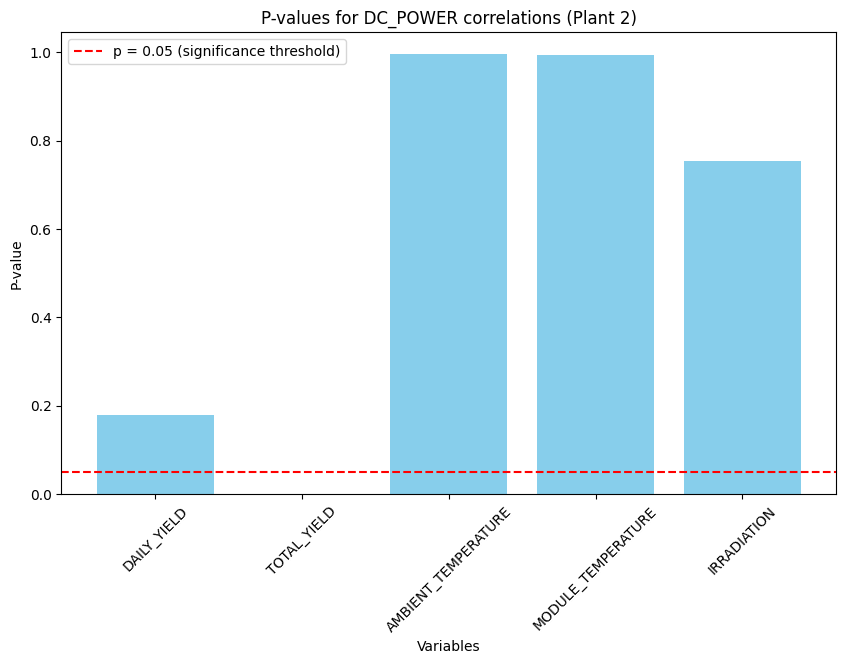 P-values for DC_POWER correlations (Plant 2)
p = 0.05 (significance threshold)
1.0
0.8
0.6
0.4
0.2
0.0
P-value
DAILY_YIELD
TOTAL_YIELD
AMBIENT_TEMPERATURE
MODULE_TEMPERATURE
IRRADIATION
Variables